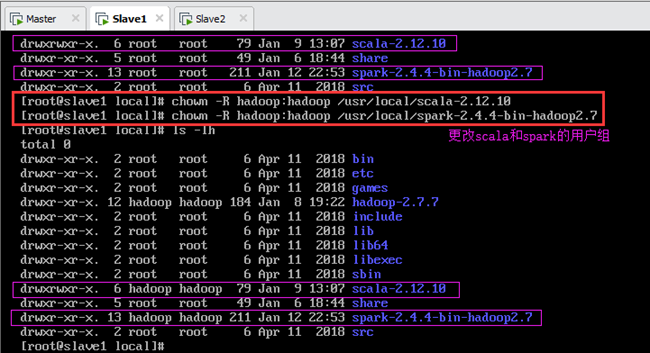 Master Slave1 Slave2
drwxrwxr-x. 6 root root 79 Jan 9 13:07 scala-2.12.10
drwxr-xr-x. 5 root root 49 Jan 6 18:44 share
drwxr-xr-x. 13 root root 211 Jan 12 22:53 spark-2.4.4-bin-hadoop2.7
drwxr-xr-x. 2 root root 6 Apr 11 2018 src
[root@slave1 local]# chown -R hadoop:hadoop /usr/local/scala-2.12.10
[root@slave1 local]# chown -R hadoop:hadoop /usr/local/spark-2.4.4-bin-hadoop2.7
[root@slave1 local]# ls -lh
更改scala和spark的用户组
total 0
drwxr-xr-x. 2 root root 6 Apr 11 2018 bin
drwxr-xr-x. 2 root root 6 Apr 11 2018 etc
drwxr-xr-x. 2 root root 6 Apr 11 2018 games
drwxr-xr-x. 12 hadoop hadoop 184 Jan 8 19:22 hadoop-2.7.7
drwxr-xr-x. 2 root root 6 Apr 11 2018 include
drwxr-xr-x. 2 root root 6 Apr 11 2018 lib
drwxr-xr-x. 2 root root 6 Apr 11 2018 lib64
drwxr-xr-x. 2 root root 6 Apr 11 2018 libexec
drwxr-xr-x. 2 root root 6 Apr 11 2018 sbin
drwxrwxr-x. 6 hadoop hadoop 79 Jan 9 13:07 scala-2.12.10
drwxr-xr-x. 5 root root 49 Jan 6 18:44 share
drwxr-xr-x. 13 hadoop hadoop 211 Jan 12 22:53 spark-2.4.4-bin-hadoop2.7
drwxr-xr-x. 2 root root 6 Apr 11 2018 src
[root@slave1 local]#